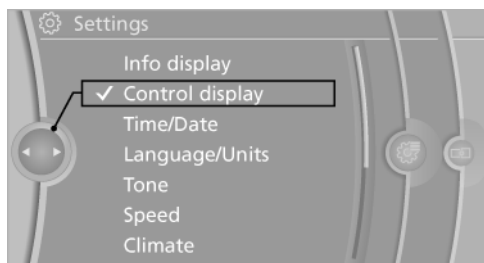 Settings
Info display
Control display
Time/Date
Language/Units
Tone
Speed
Climate